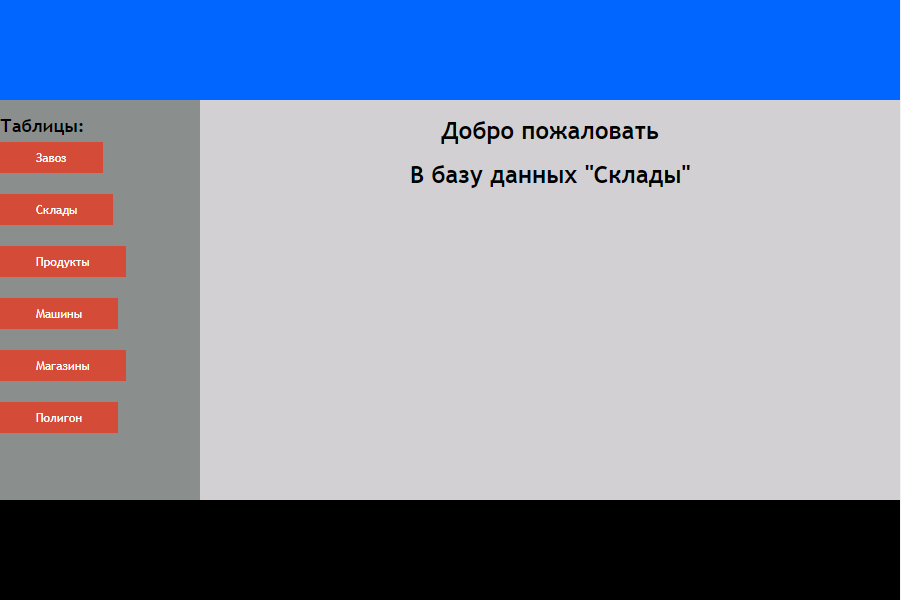 Таблицы:
Завоз
Склады
Продукты
Машины
Магазины
Полигон
Добро пожаловать
В базу данных "Склады"